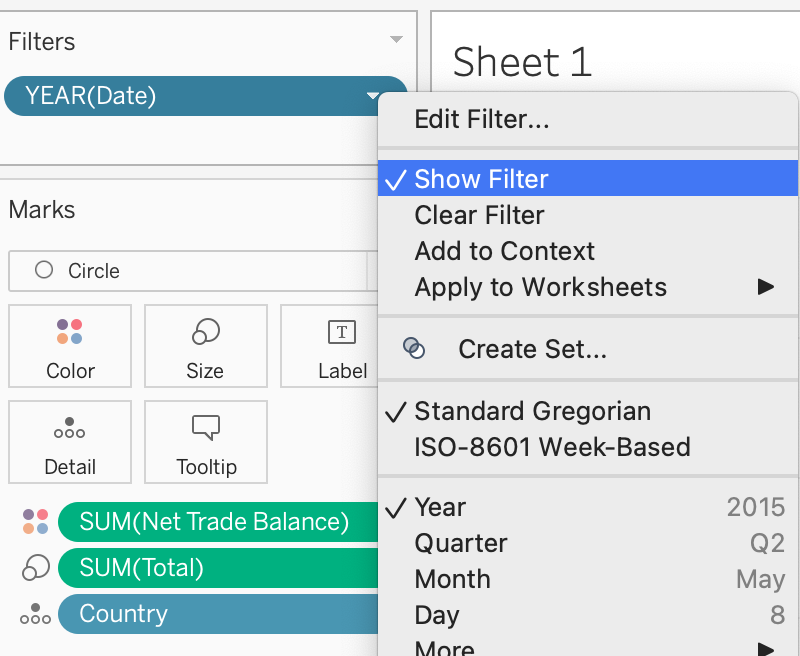 Filters
YEAR(Date)
Sheet 1
Edit Filter...
Show Filter
Clear Filter
Add to Context
Apply to Worksheets
Create Set...
Standard Gregorian
ISO-8601 Week-Based
Year 2015
Quarter Q2
Month May
Day 8
More
Marks
Circle
Color
Size
T
Label
Detail
Tooltip
SUM(Net Trade Balance)
SUM(Total)
Country